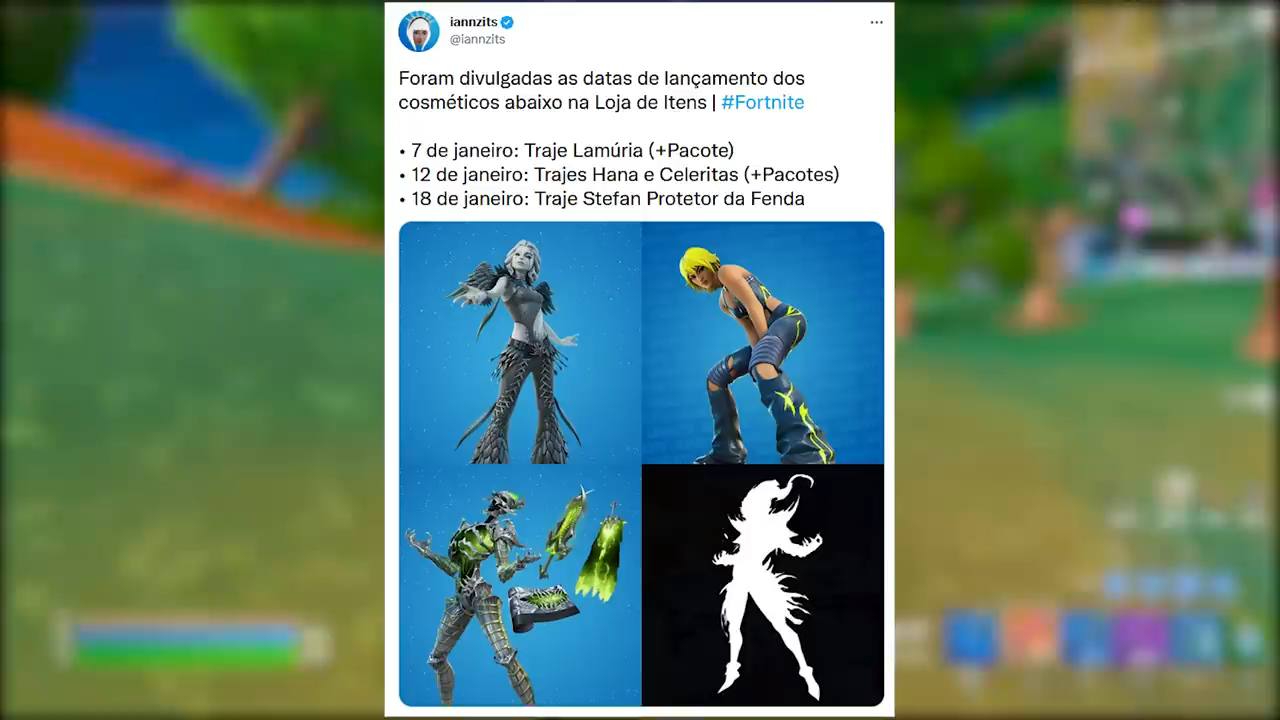 iannzits
@iannzits
Foram divulgadas as datas de lançamento dos
cosméticos abaixo na Loja de Itens | #Fortnite
• 7 de janeiro: Traje Lamúria (+Pacote)
• 12 de janeiro: Trajes Hana e Celeritas (+Pacotes)
• 18 de janeiro: Traje Stefan Protetor da Fenda